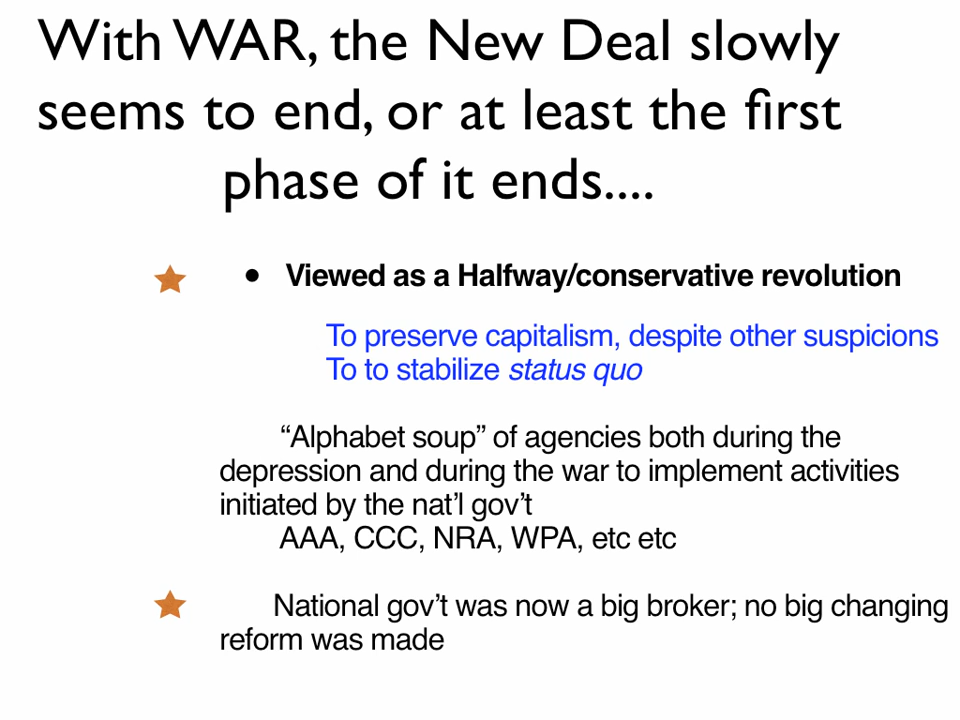 With WAR, the New Deal slowly
seems to end, or at least the first
phase of it ends....
• Viewed as a Halfway/conservative revolution
To preserve capitalism, despite other suspicions
To to stabilize status quo
“Alphabet soup” of agencies both during the
depression and during the war to implement activities
initiated by the nat’l gov’t
AAA, CCC, NRA, WPA, etc etc
National gov’t was now a big broker; no big changing
reform was made